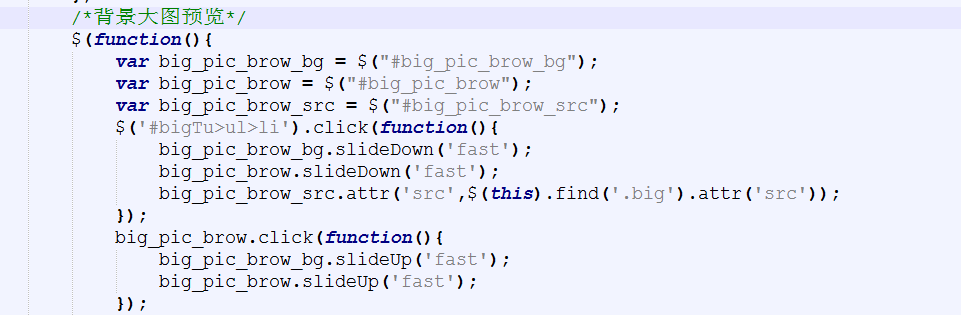 /*背景大图预览*/
$(function(){
var big_pic_brow_bg = $("#big_pic_brow_bg");
var big_pic_brow = $("#big_pic_brow");
var big_pic_brow_src = $("#big_pic_brow_src");
$('#bigTu>ul>li').click(function(){
big_pic_brow_bg.slideDown('fast');
big_pic_brow.slideDown('fast');
big_pic_brow_src.attr('src',$(this).find('.big').attr('src'));
});
big_pic_brow.click(function(){
big_pic_brow_bg.slideUp('fast');
big_pic_brow.slideUp('fast');
});